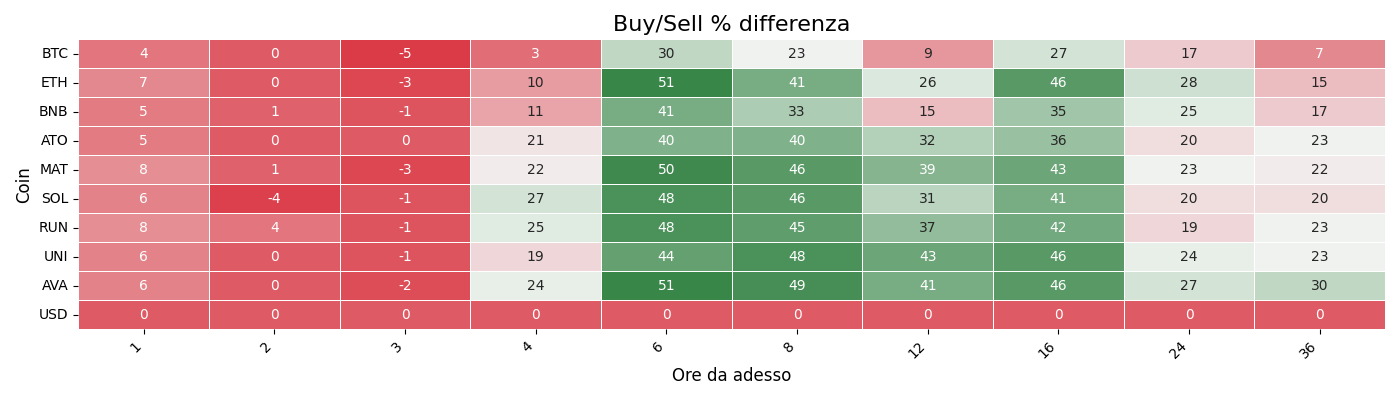 Buy/Sell % differenza
Coin
BTC 4 0 -5 3 30 23 9 27 17 7
ETH 7 0 -3 10 51 41 26 46 28 15
BNB 5 1 -1 11 41 33 15 35 25 17
ATO 5 0 0 21 40 40 32 36 20 23
MAT 8 1 -3 22 50 46 39 43 23 22
SOL 6 -4 -1 27 48 46 31 41 20 20
RUN 8 4 -1 25 48 45 37 42 19 23
UNI 6 0 -1 19 44 48 43 46 24 23
AVA 6 0 -2 24 51 49 41 46 27 30
USD 0 0 0 0 0 0 0 0 0 0
1 2 3 4 6 8 12 16 24 36
Ore da adesso